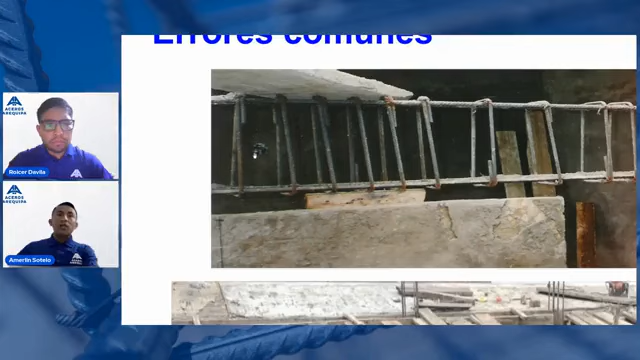 Errores comunes
ACEROS
AREQUIPA
Roicer Davila
ACEROS
AREQUIPA
Amerlin Sotelo